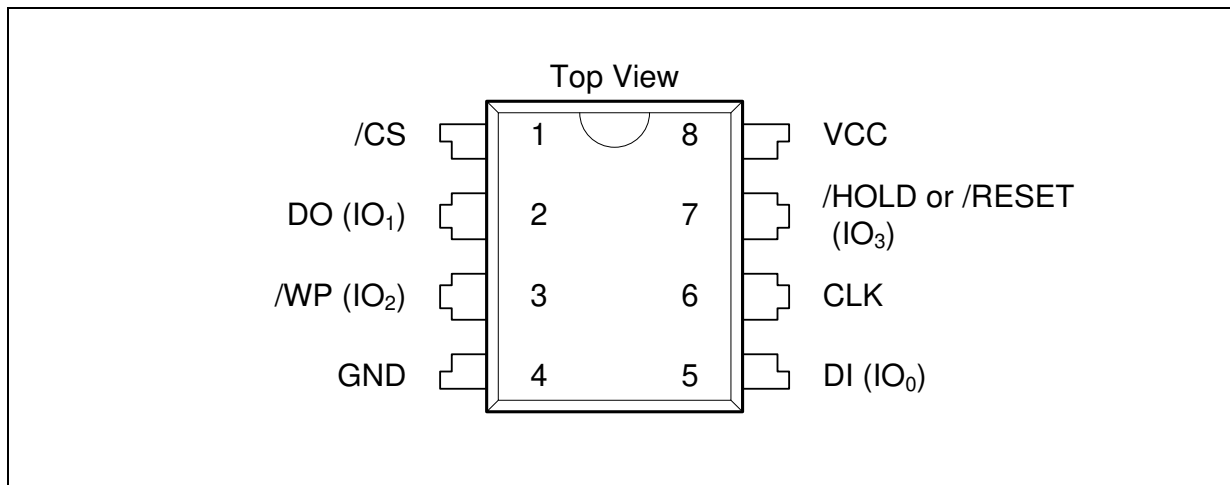 Top View
/CS 1 8 VCC
DO (IO₁) 2 7 /HOLD or /RESET
(IO₃)
/WP (IO₂) 3 6 CLK
GND 4 5 DI (IO₀)